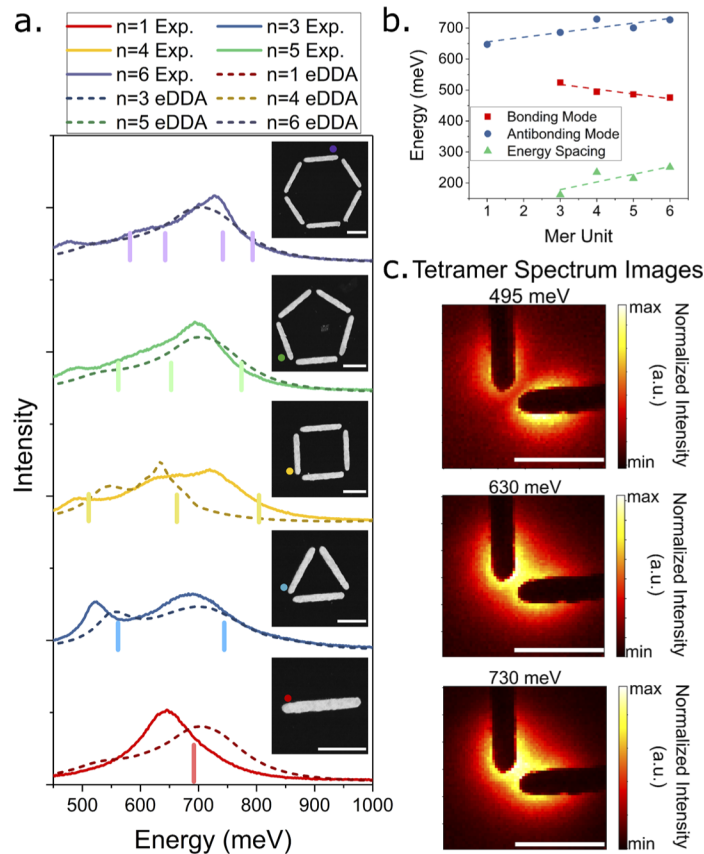 a.
n=1 Exp. n=3 Exp.
n=4 Exp. n=5 Exp.
n=6 Exp. n=1 eDDA
n=3 eDDA n=4 eDDA
n=5 eDDA n=6 eDDA
Intensity
500 600 700 800 900 1000
Energy (meV)
b.
Energy (meV)
700
600
500
400
300
200
Bonding Mode
Antibonding Mode
Energy Spacing
1 2 3 4 5 6
Mer Unit
c. Tetramer Spectrum Images
495 meV
max
min
Normalized Intensity
(a.u.)
630 meV
max
min
Normalized Intensity
(a.u.)
730 meV
max
min
Normalized Intensity
(a.u.)